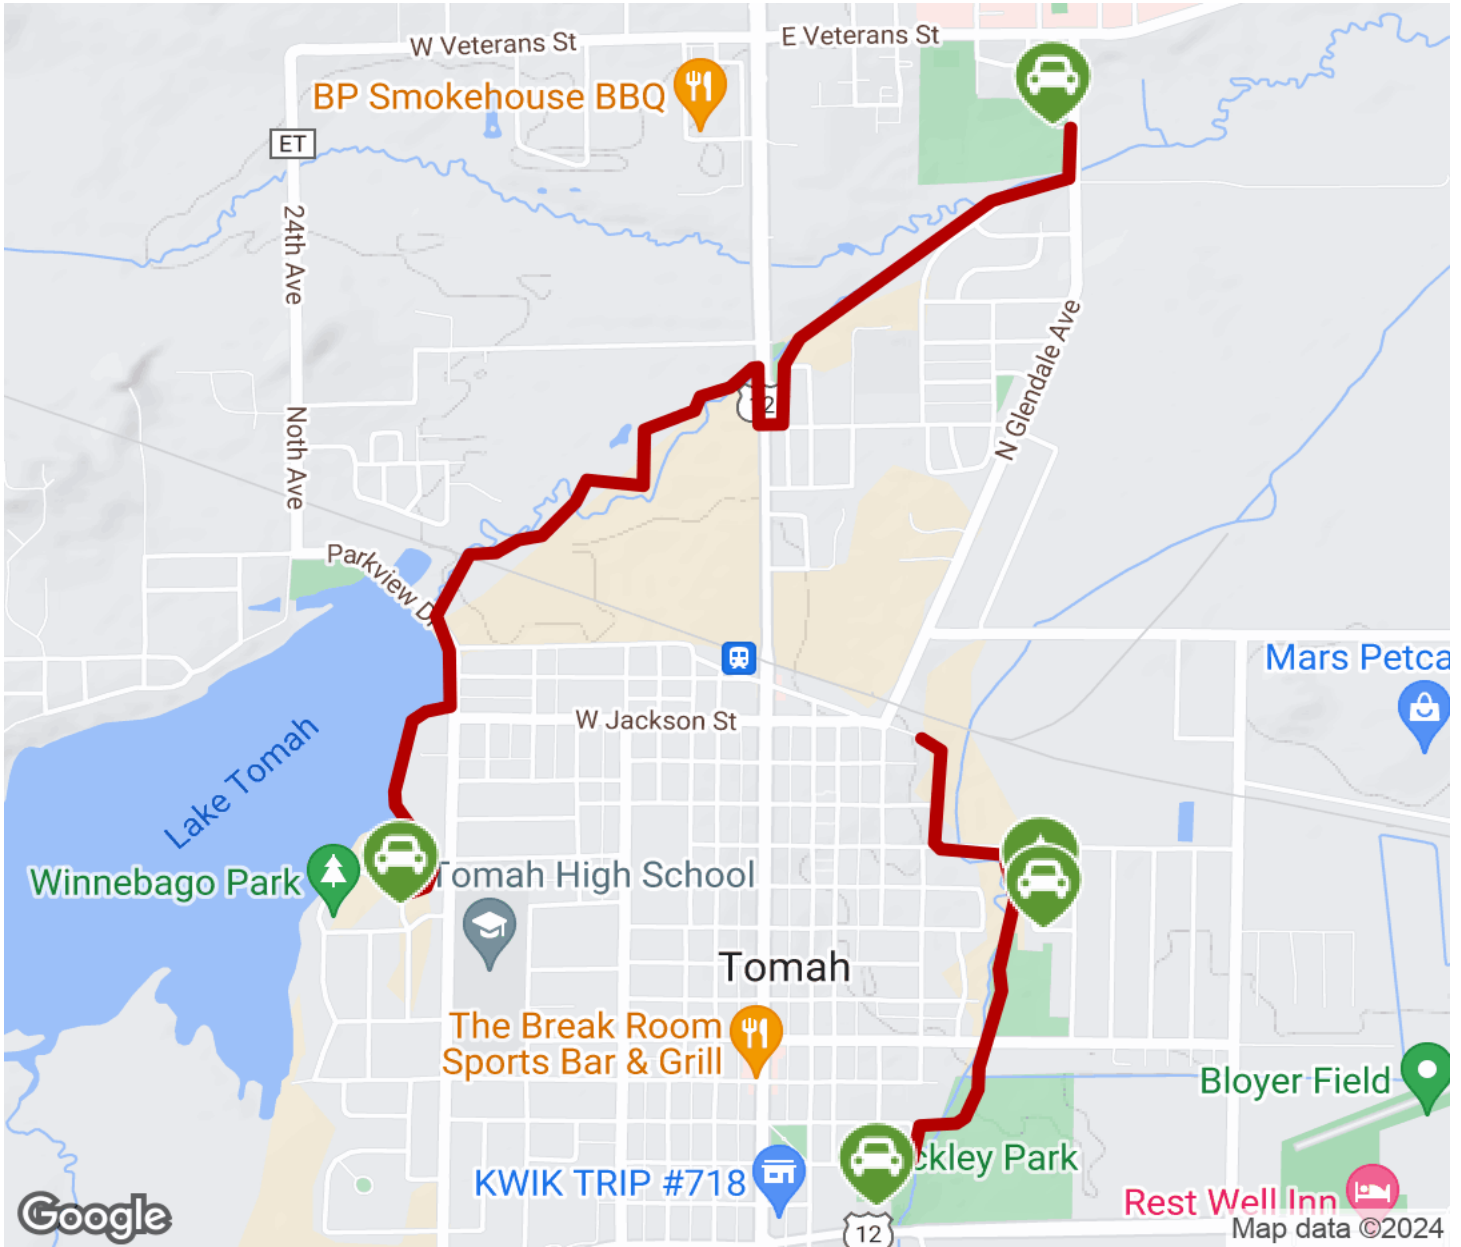 W Veterans St
E Veterans St
BP Smokehouse BBQ
ET
24th Ave
12
N Glendale Ave
Noth Ave
Parkview
Mars Petca
W Jackson St
Lake Tomah
Winnebago Park
Tomah High School
Tomah
The Break Room
Sports Bar & Grill
Bloyer Field
ckley Park
KWIK TRIP #718
Rest Well Inn
Google
12
Map data ©2024